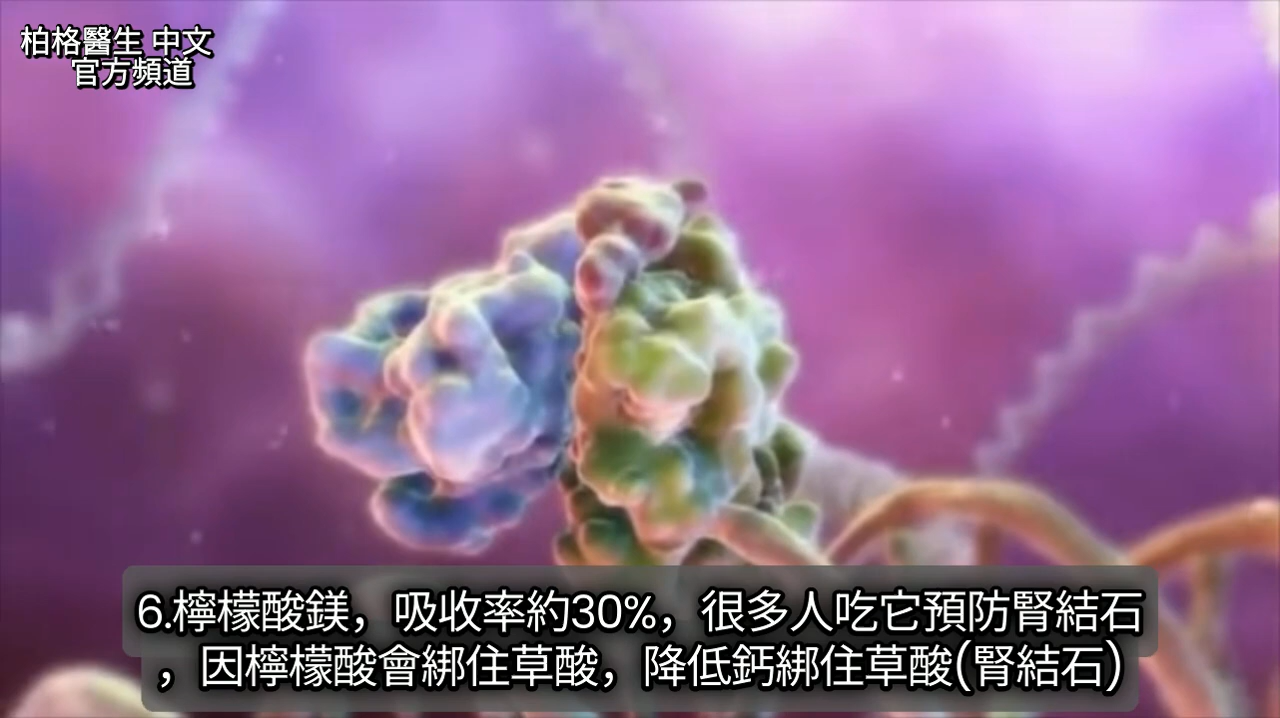 柏格醫生 中文
官方頻道
6.檸檬酸鎂，吸收率約30%，很多人吃它預防腎結石
，因檸檬酸會綁住草酸，降低鈣綁住草酸(腎結石)